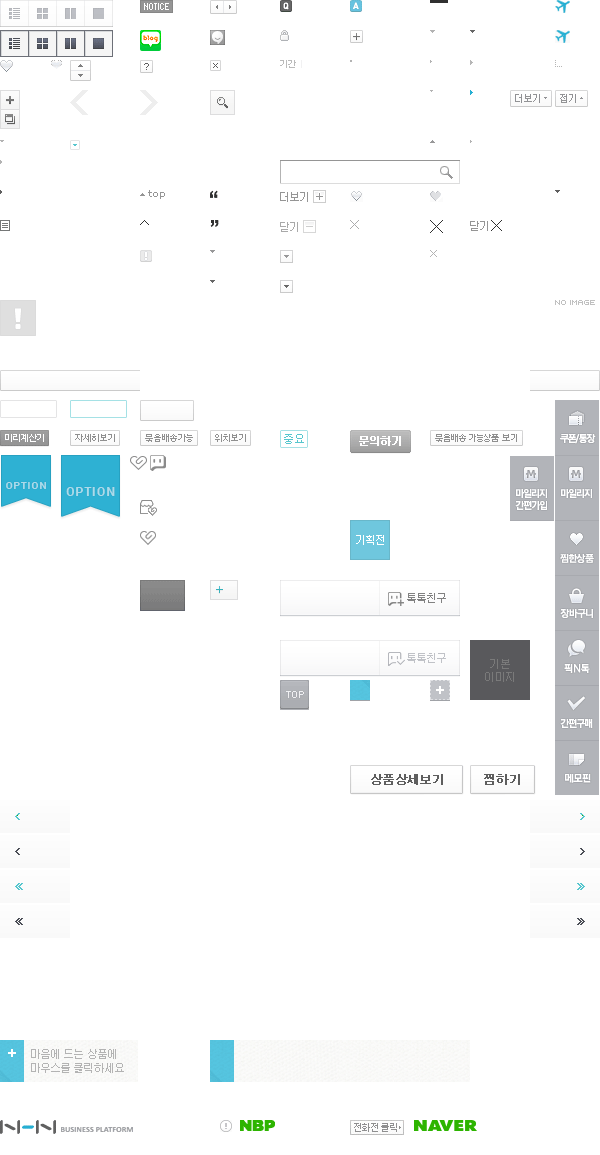 NOTICE
Q
A
blog
?
기간
더보기
접기
top
“
더보기
”
닫기
닫기
!
NO IMAGE
미리계산기
자세히보기
묶음배송가능
위치보기
중요
문의하기
묶음배송 가능상품 보기
쿠폰/통장
OPTION
OPTION
마일리지
간편가입
마일리지
기획전
찜한상품
톡톡친구
장바구니
톡톡친구
기본
이미지
픽N톡
TOP
간편구매
상품상세보기
찜하기
메모핀
마음에 드는 상품에
마우스를 클릭하세요
NHN BUSINESS PLATFORM
NBP
전화전 클릭
NAVER